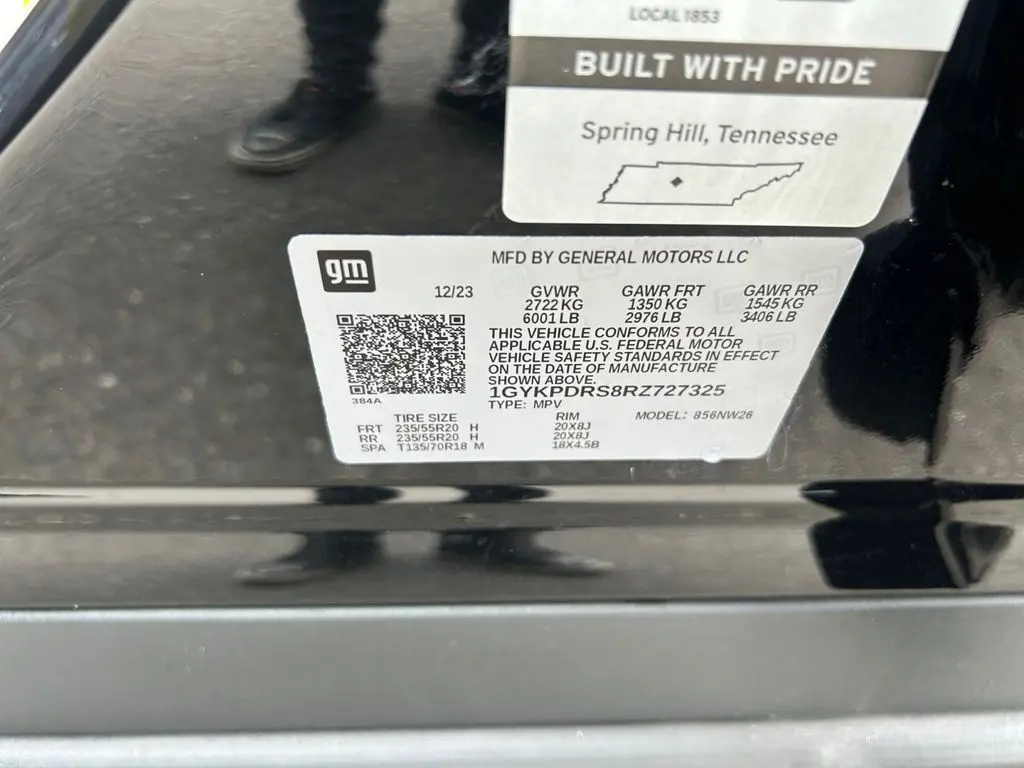 LOCAL 1853
BUILT WITH PRIDE
Spring Hill, Tennessee
gm
MFD BY GENERAL MOTORS LLC
12/23 GVWR GAWR FRT GAWR RR
2722 KG 1350 KG 1545 KG
6001 LB 2976 LB 3406 LB
THIS VEHICLE CONFORMS TO ALL
APPLICABLE U.S. FEDERAL MOTOR
VEHICLE SAFETY STANDARDS IN EFFECT
ON THE DATE OF MANUFACTURE
SHOWN ABOVE.
1GYKPDRS8RZ727325
384A
TYPE: MPV
TIRE SIZE RIM MODEL: 856NW26
FRT 235/55R20 H 20X8J
RR 235/55R20 H 20X8J
SPA T135/70R18 M 18X4.5B